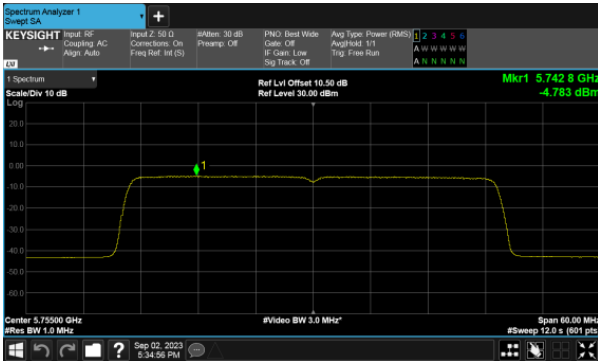 Spectrum Analyzer 1
Swept SA
+
KEYSIGHT
Input: RF
Coupling: AC
Align: Auto
Input Z: 50 Ω
Corrections: On
Freq Ref: Int (S)
#Atten: 30 dB
Preamp: Off
PNO: Best Wide
Gate: Off
IF Gain: Low
Sig Track: Off
Avg Type: Power (RMS)
Avg|Hold: 1/1
Trig: Free Run
1 2 3 4 5 6
A W W W W W
A N N N N N
LXI
1 Spectrum
Scale/Div 10 dB
Log
Ref Lvl Offset 10.50 dB
Ref Level 30.00 dBm
Mkr1 5.742 8 GHz
-4.783 dBm
20.0
10.0
0.00
-10.0
-20.0
-30.0
-40.0
-50.0
-60.0
1
Center 5.75500 GHz
#Res BW 1.0 MHz
#Video BW 3.0 MHz*
Span 60.00 MHz
#Sweep 12.0 s (601 pts)
?
Sep 02, 2023
5:34:56 PM